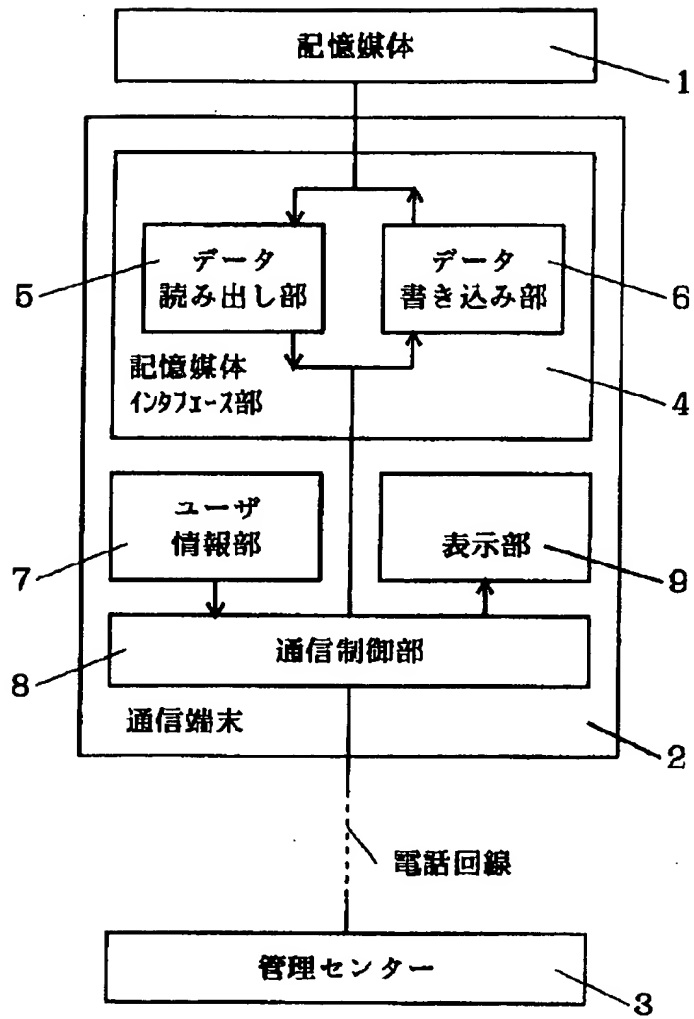 記憶媒体
1
データ
読み出し部
5
データ
書き込み部
6
記憶媒体
インタフェース部
4
ユーザ
情報部
7
表示部
9
通信制御部
8
通信端末
2
電話回線
管理センター
3